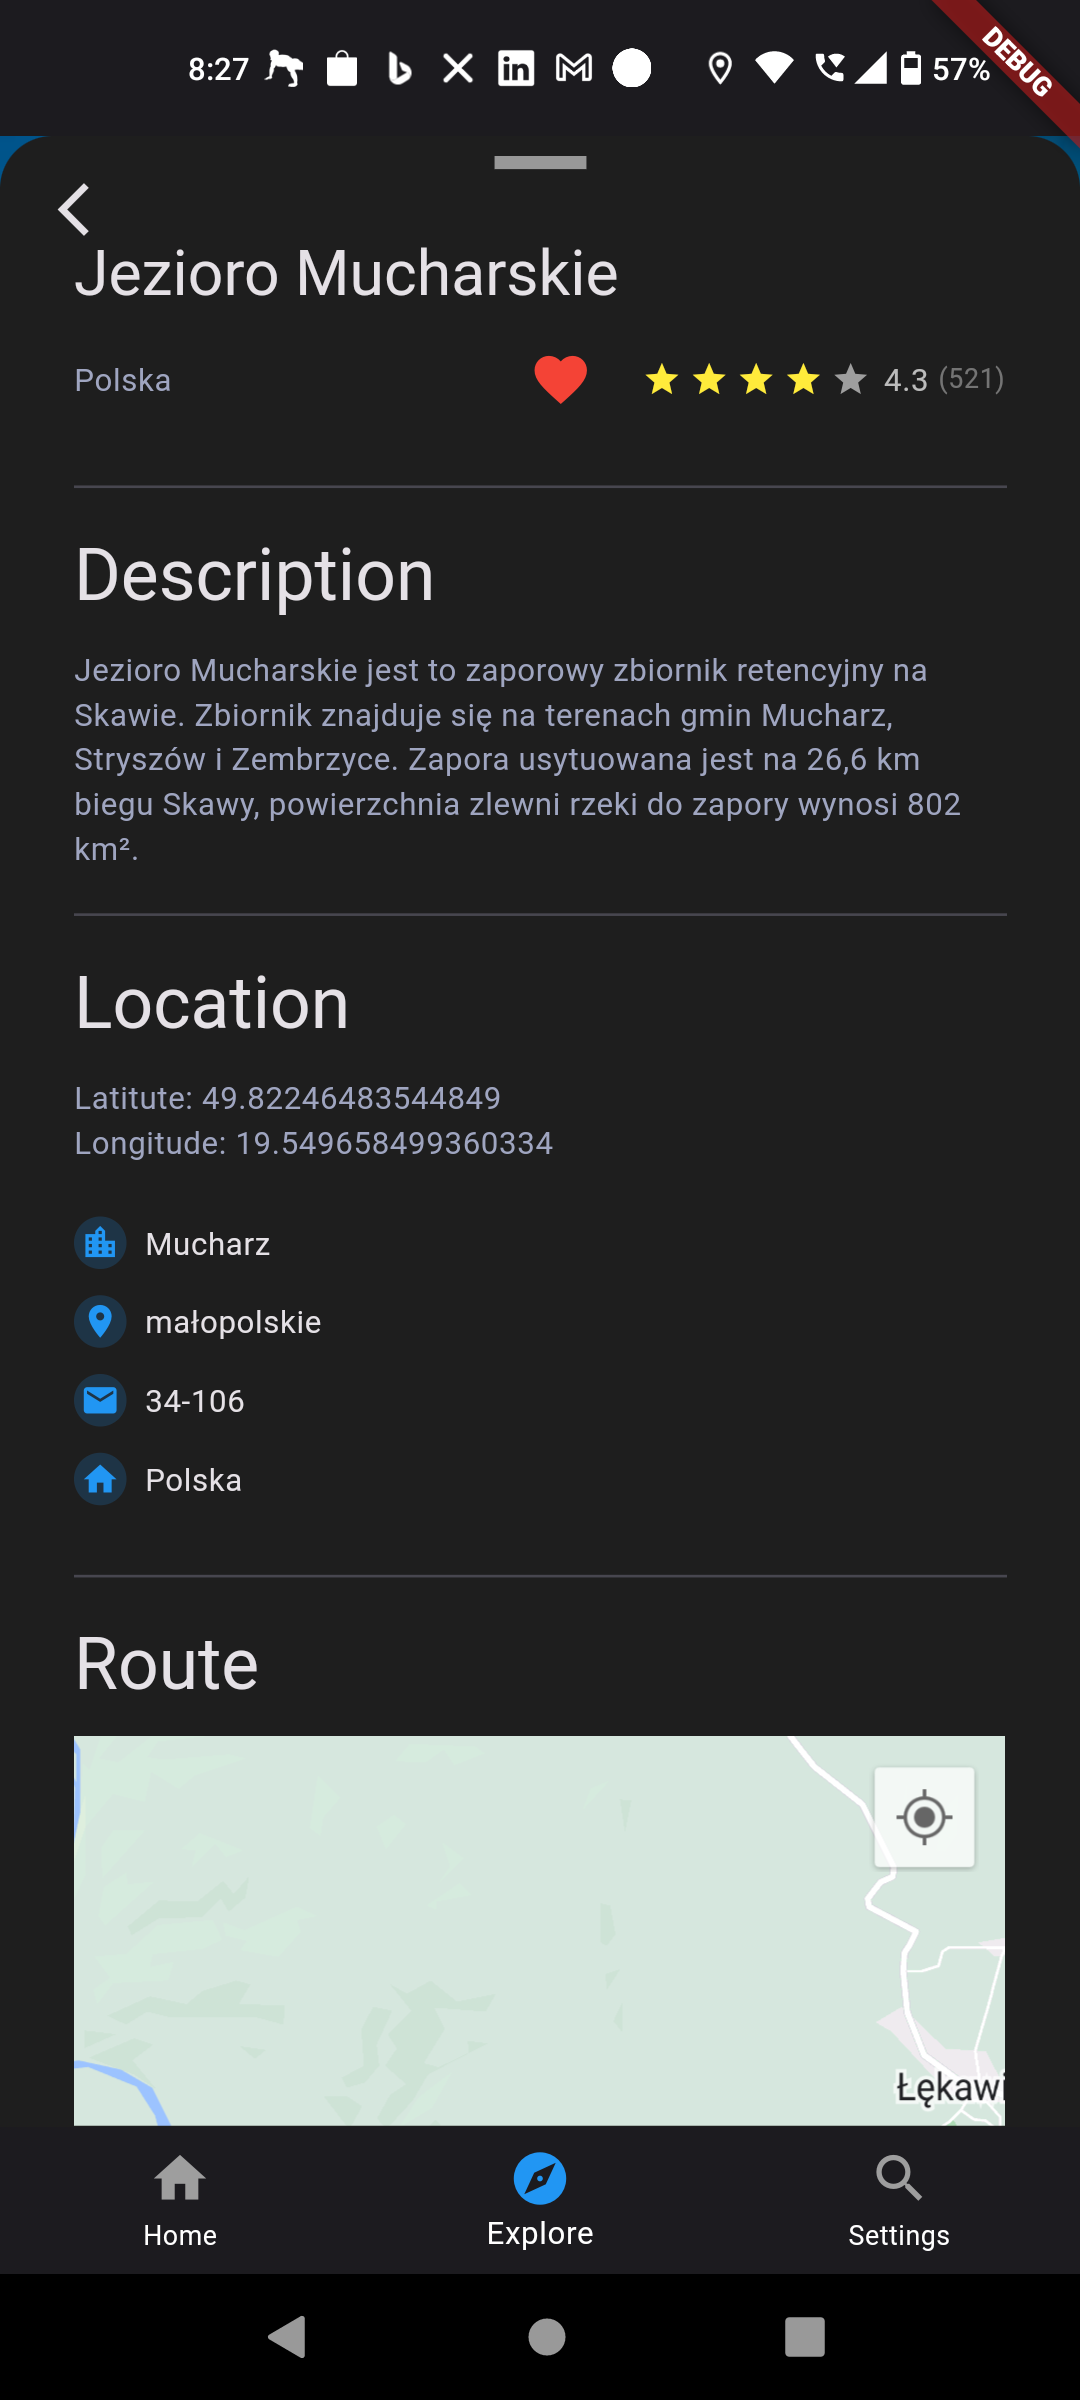 8:27
57%
DEBUG
Jezioro Mucharskie
Polska
4.3 (521)
Description
Jezioro Mucharskie jest to zaporowy zbiornik retencyjny na
Skawie. Zbiornik znajduje się na terenach gmin Mucharz,
Stryszów i Zembrzyce. Zapora usytuowana jest na 26,6 km
biegu Skawy, powierzchnia zlewni rzeki do zapory wynosi 802
km².
Location
Latitute: 49.82246483544849
Longitude: 19.549658499360334
Mucharz
małopolskie
34-106
Polska
Route
Łękawi
Home
Explore
Settings